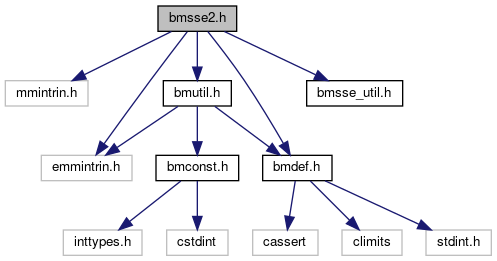 bmsse2.h
mmintrin.h
bmutil.h
bmsse_util.h
emmintrin.h
bmconst.h
bmdef.h
inttypes.h
cstdint
cassert
climits
stdint.h